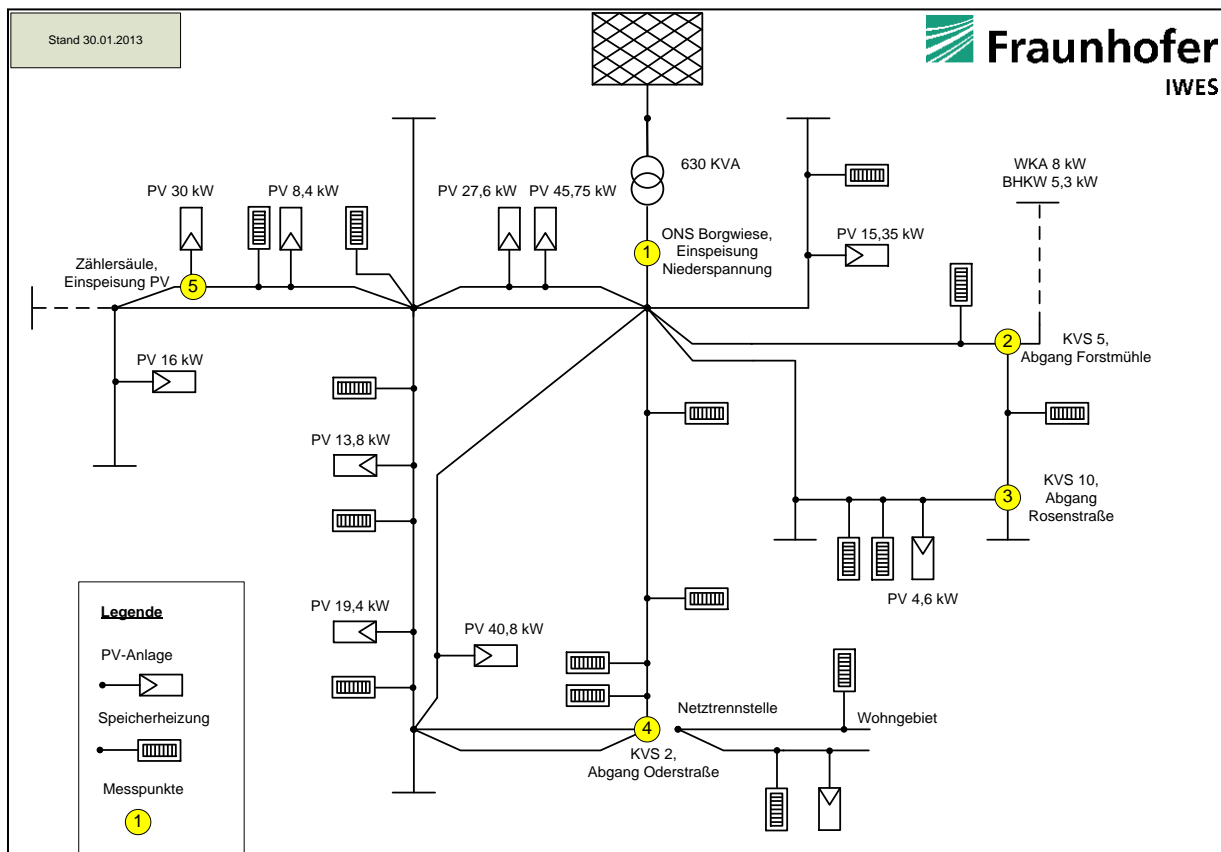 Stand 30.01.2013
Fraunhofer
IWES
630 KVA
WKA 8 kW
BHKW 5,3 kW
PV 30 kW
PV 8,4 kW
PV 27,6 kW
PV 45,75 kW
ONS Borgwiese,
Einspeisung
Niederspannung
1
PV 15,35 kW
Zählersäule,
Einspeisung PV
5
2
KVS 5,
Abgang Forstmühle
PV 16 kW
PV 13,8 kW
3
KVS 10,
Abgang
Rosenstraße
PV 4,6 kW
PV 19,4 kW
PV 40,8 kW
4
KVS 2,
Abgang Oderstraße
Netztrennstelle
Wohngebiet
Legende
PV-Anlage
Speicherheizung
Messpunkte
1